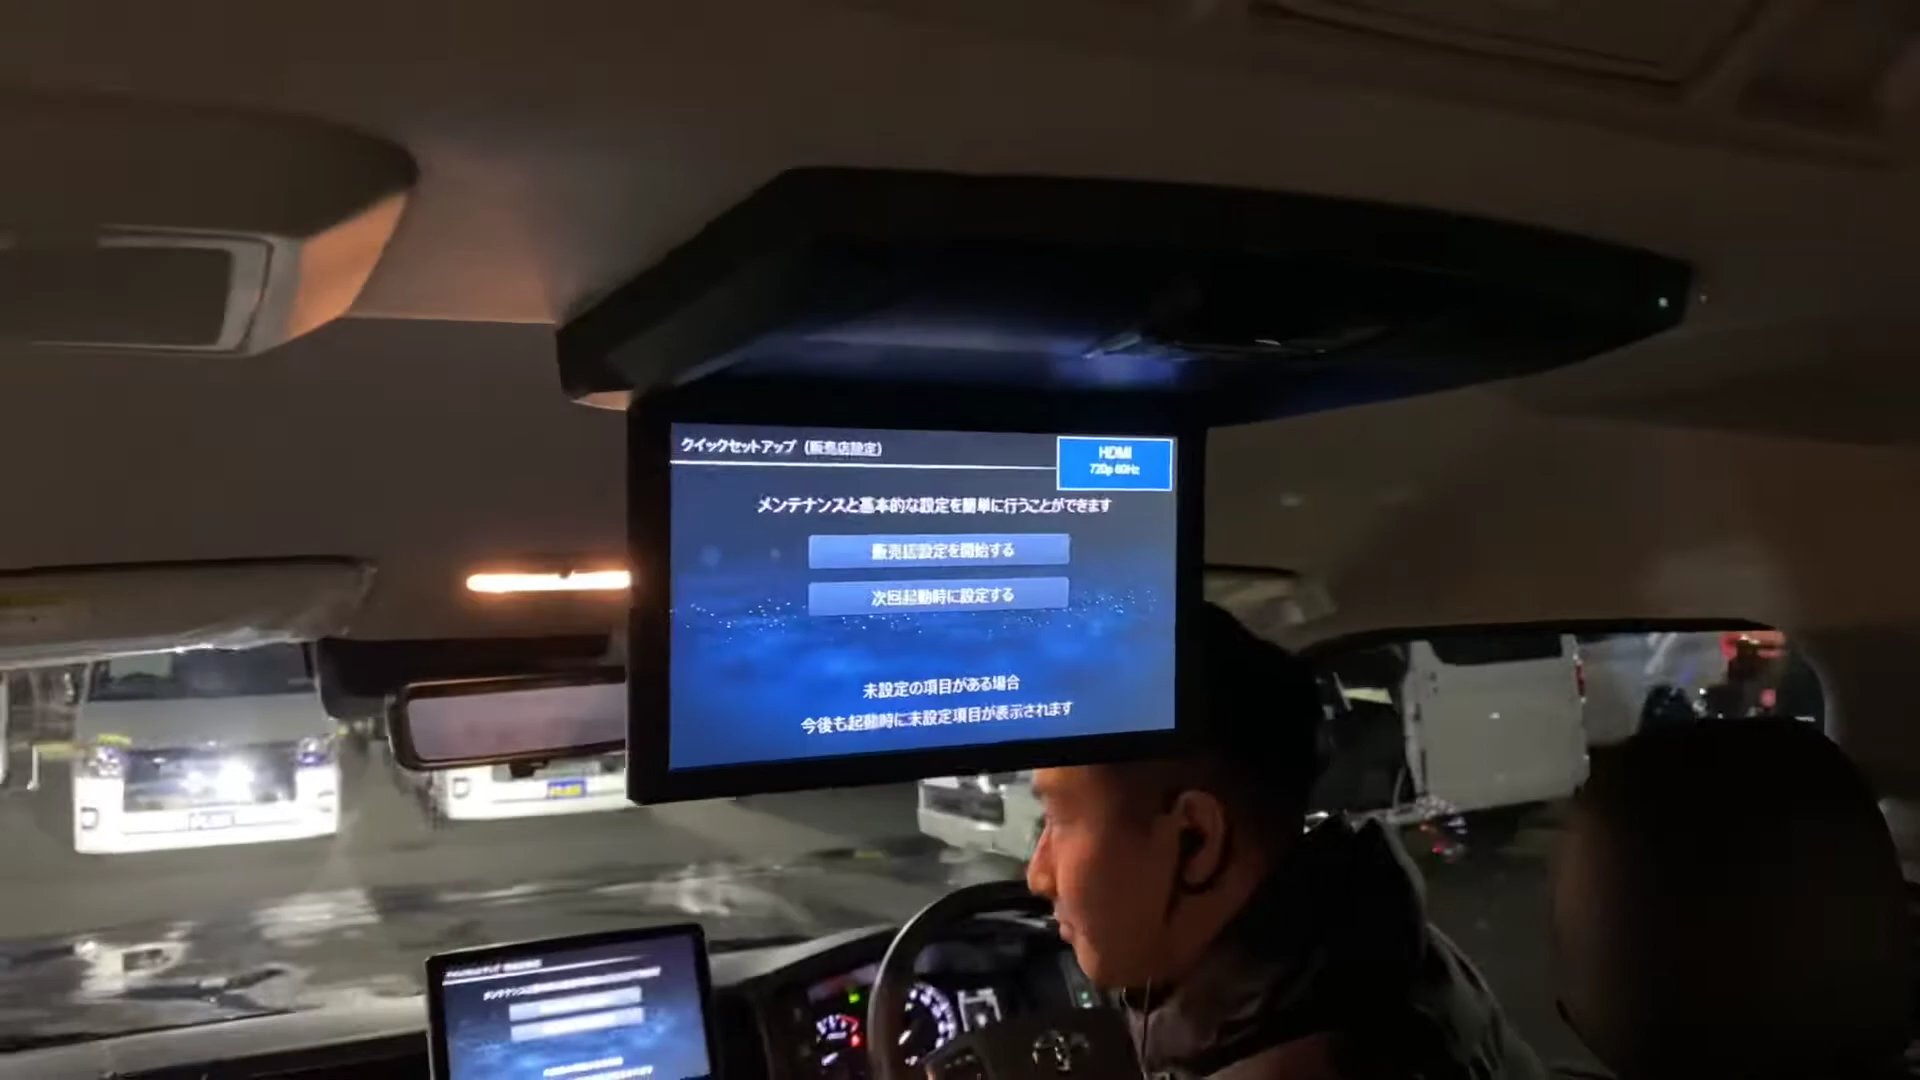 クイックセットアップ (販売店設定)
HDMI
720p 60Hz
メンテナンスと基本的な設定を簡単に行うことができます
販売店設定を開始する
次回起動時に設定する
未設定の項目がある場合
今後も起動時に未設定項目が表示されます